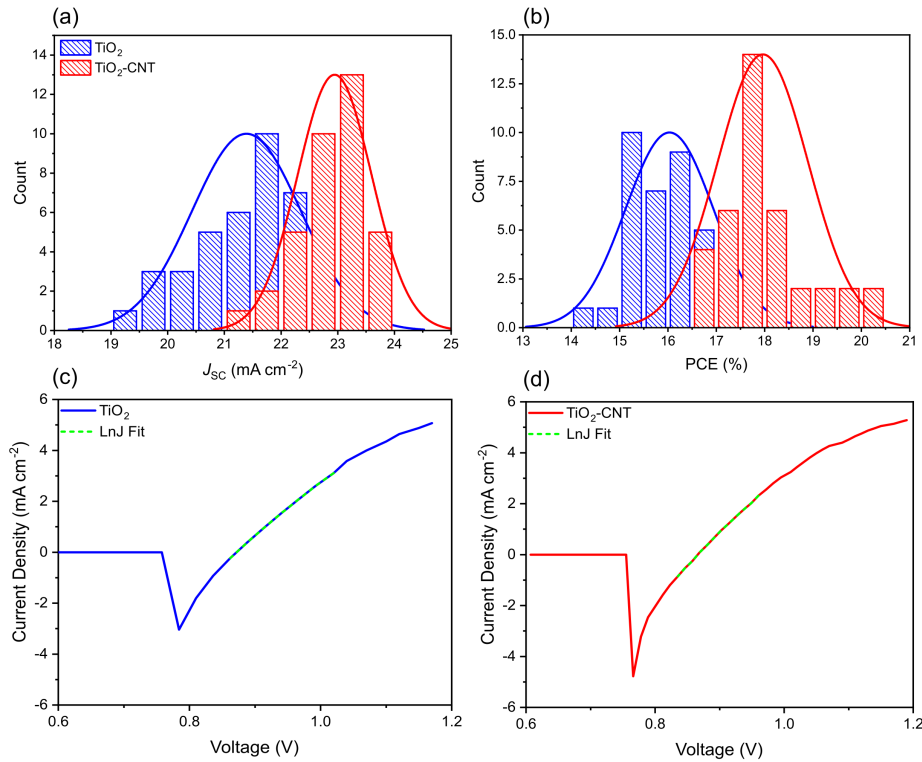 (a)
TiO₂
TiO₂-CNT
Count
14
12
10
8
6
4
2
0
18 19 20 21 22 23 24 25
J_SC (mA cm⁻²)
(b)
Count
15.0
12.5
10.0
7.5
5.0
2.5
0.0
13 14 15 16 17 18 19 20 21
PCE (%)
(c)
TiO₂
LnJ Fit
Current Density (mA cm⁻²)
6
4
2
0
-2
-4
-6
0.6 0.8 1.0 1.2
Voltage (V)
(d)
TiO₂-CNT
LnJ Fit
Current Density (mA cm⁻²)
6
4
2
0
-2
-4
-6
0.6 0.8 1.0 1.2
Voltage (V)